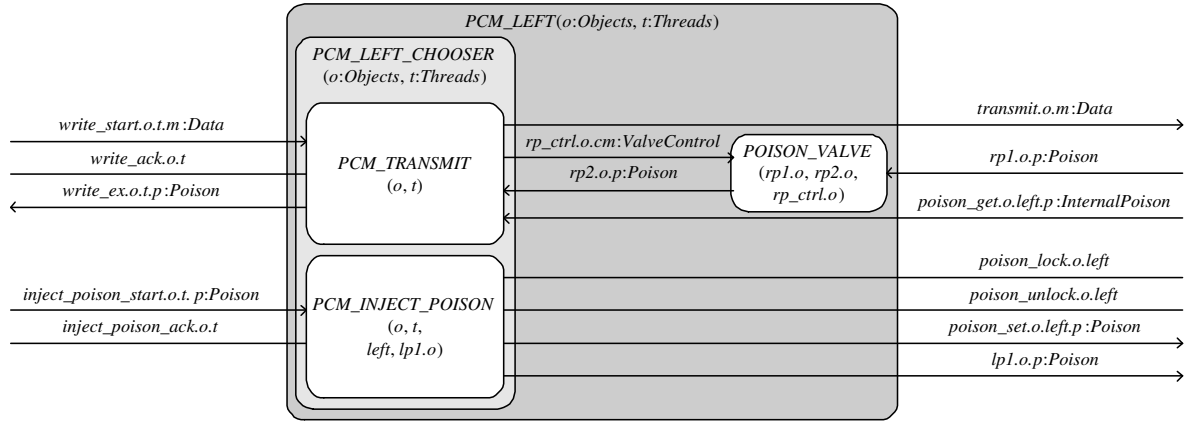 PCM_LEFT(o:Objects, t:Threads)
PCM_LEFT_CHOOSER
(o:Objects, t:Threads)
write_start.o.t.m:Data
write_ack.o.t
write_ex.o.t.p:Poison
PCM_TRANSMIT
(o, t)
transmit.o.m:Data
rp_ctrl.o.cm:ValveControl
rp2.o.p:Poison
POISON_VALVE
(rp1.o, rp2.o,
rp_ctrl.o)
rp1.o.p:Poison
poison_get.o.left.p:InternalPoison
inject_poison_start.o.t. p:Poison
inject_poison_ack.o.t
PCM_INJECT_POISON
(o, t,
left, lp1.o)
poison_lock.o.left
poison_unlock.o.left
poison_set.o.left.p:Poison
lp1.o.p:Poison